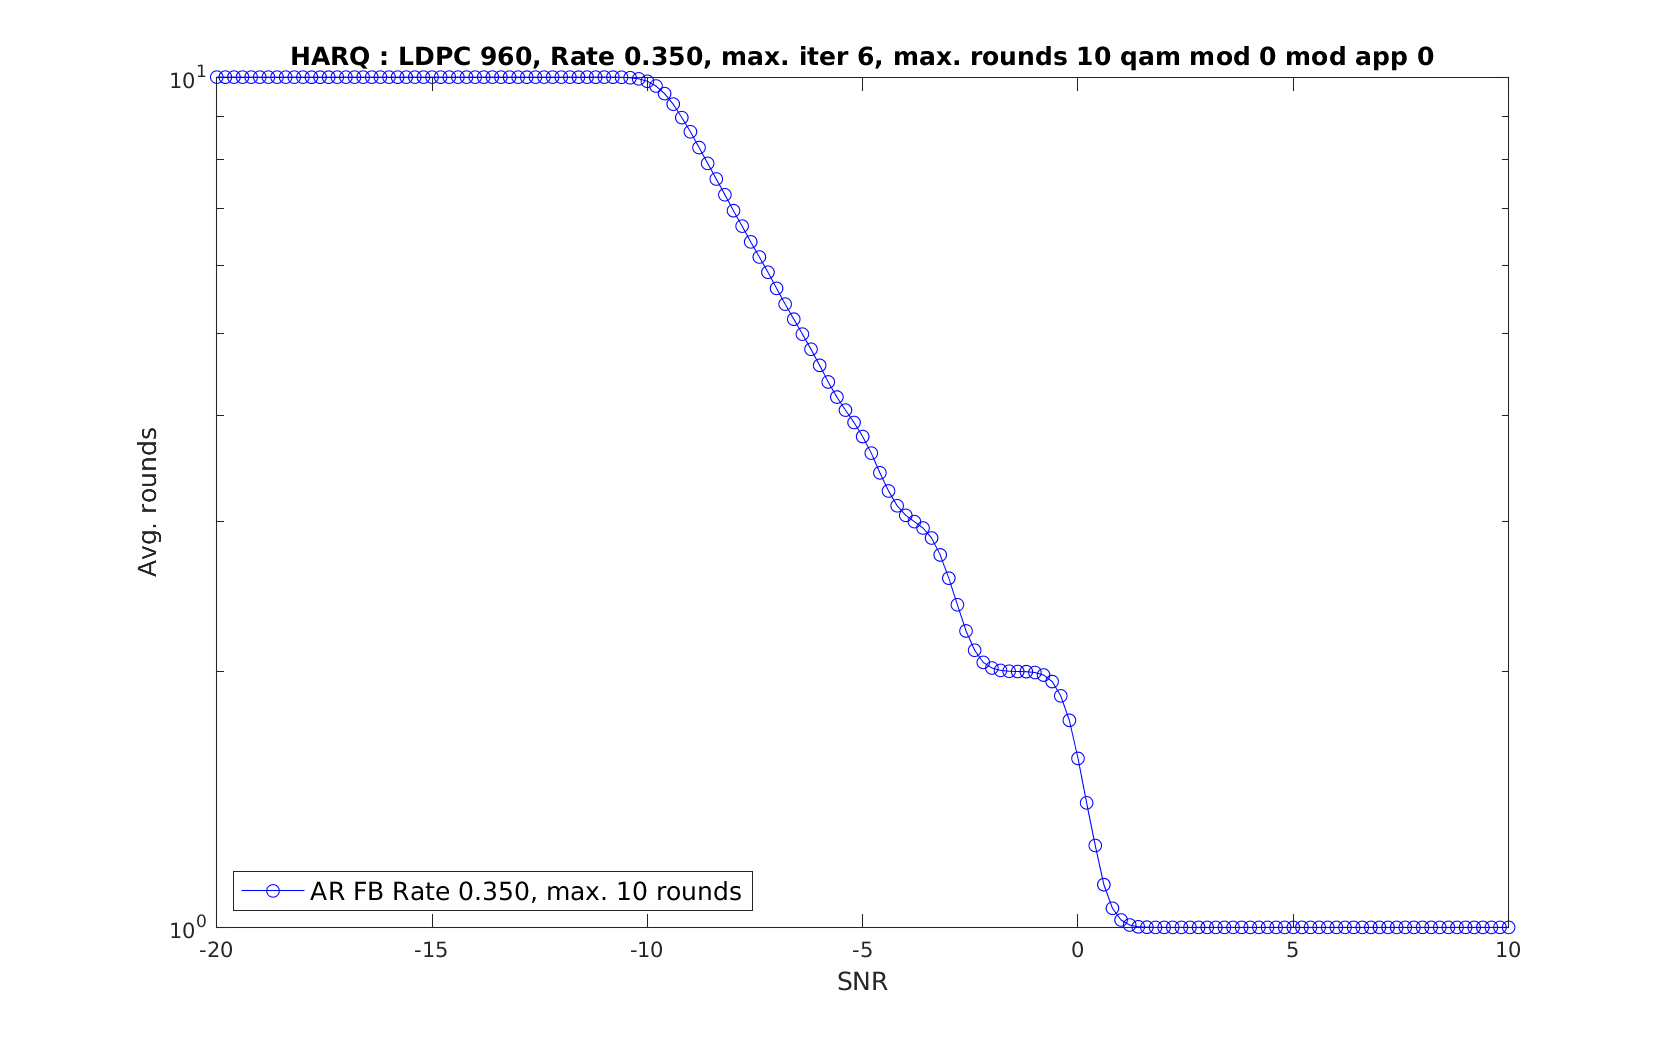 HARQ : LDPC 960, Rate 0.350, max. iter 6, max. rounds 10 qam mod 0 mod app 0
10^1
Avg. rounds
AR FB Rate 0.350, max. 10 rounds
10^0
-20 -15 -10 -5 0 5 10
SNR